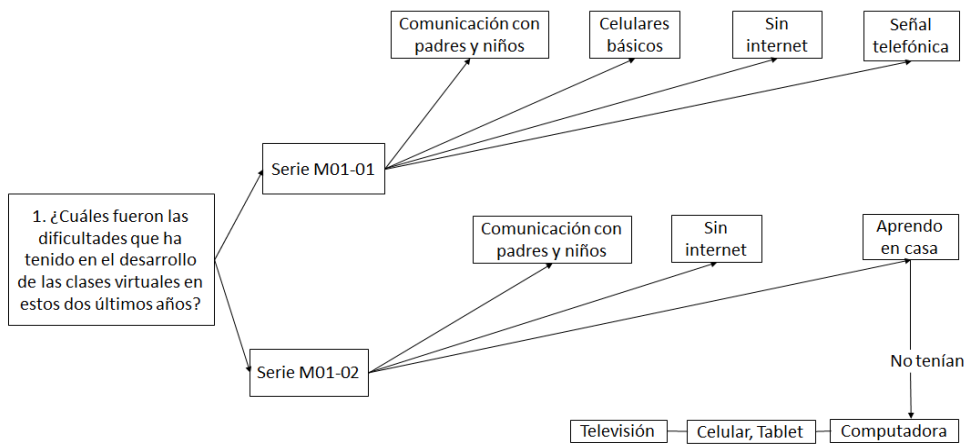 Comunicación con
padres y niños
Celulares
básicos
Sin
internet
Señal
telefónica
Serie M01-01
1. ¿Cuáles fueron las
dificultades que ha
tenido en el desarrollo
de las clases virtuales en
estos dos últimos años?
Comunicación con
padres y niños
Sin
internet
Aprendo
en casa
Serie M01-02
No tenían
Televisión
Celular, Tablet
Computadora